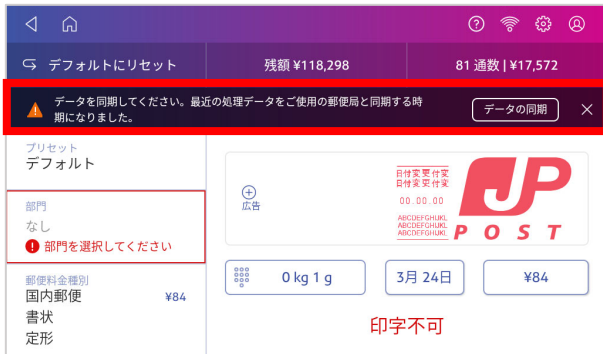 デフォルトにリセット
残額 ¥118,298
81 通数 | ¥17,572
データを同期してください。最近の処理データをご使用の郵便局と同期する時
期になりました。
データの同期
プリセット
デフォルト
部門
なし
部門を選択してください
郵便料金種別
国内郵便 ¥84
書状
定形
広告
日付変更付変
日付変更付変
00.00.00
ABCDEFGHIJKL
ABCDEFGHIJKL
ABCDEFGHIJKL
JP
POST
0 kg 1 g
3月 24日
¥84
印字不可